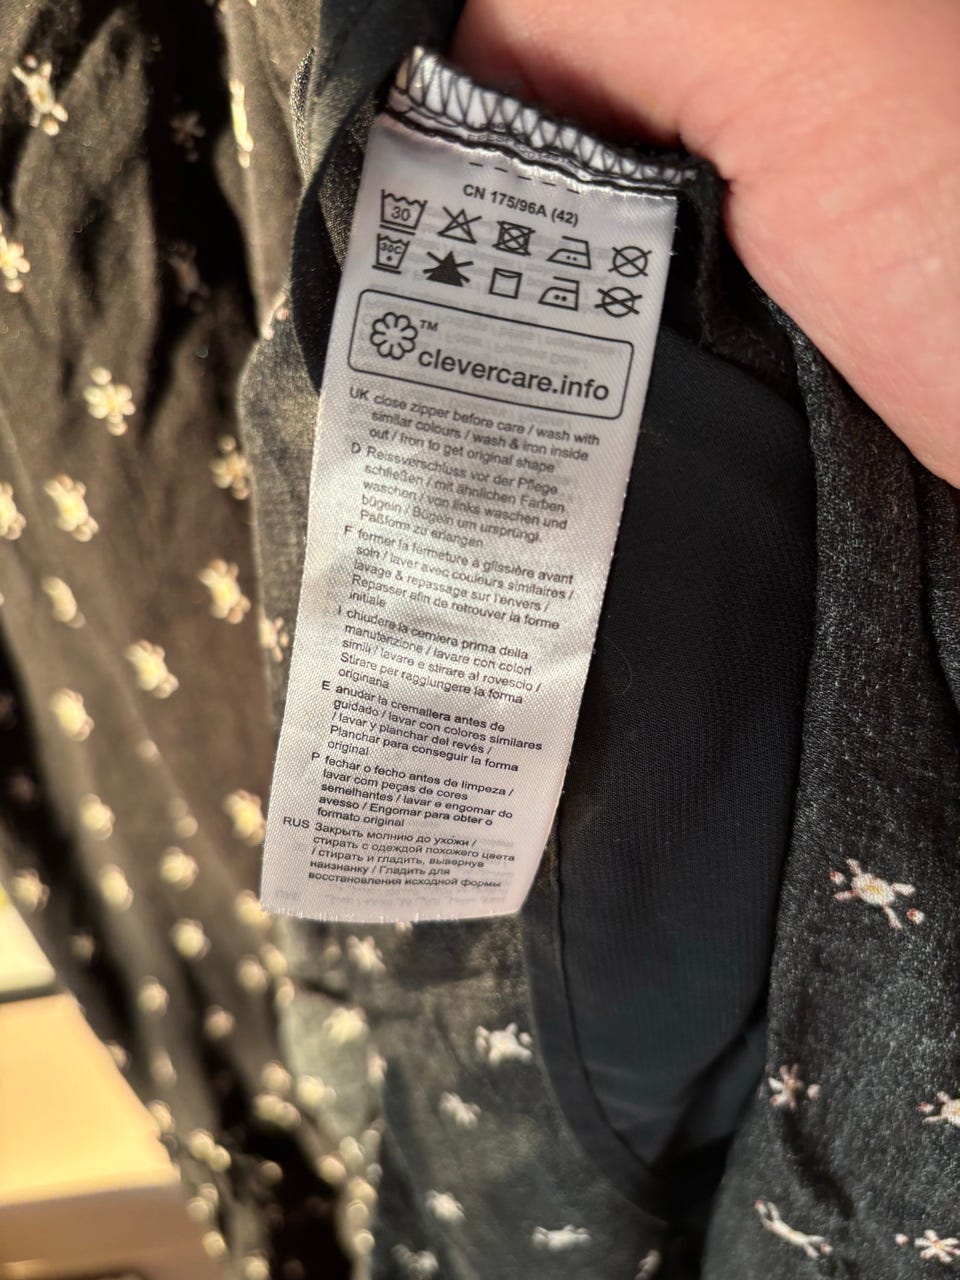 CN 175/96A (42)
30
30C
TM
clevercare.info
UK close zipper before care / wash with
similar colours / wash & iron inside
out / Iron to get original shape
D Reissverschluss vor der Pflege
schließen / mit ähnlichen Farben
waschen / von links waschen und
bügeln / Bügeln um ursprüngl.
Paßform zu erlangen
F fermer la fermeture à glissière avant
soin / laver avec couleurs similaires /
lavage & repassage sur l'envers /
Repasser afin de retrouver la forme
initiale
I chiudere la cerniera prima della
manutenzione / lavare con colori
simili / lavare e stirare al rovescio /
Stirare per raggiungere la forma
originaria
E anudar la cremallera antes de
guidado / lavar con colores similares
/ lavar y planchar del revés /
Planchar para conseguir la forma
original
P fechar o fecho antes de limpeza /
lavar com peças de cores
semelhantes / lavar e engomar do
avesso / Engomar para obter o
formato original
RUS Закрыть молнию до ухожи /
стирать с одеждой похожего цвета
/ стирать и гладить, вывернув
наизнанку / Гладить для
восстановления исходной формы